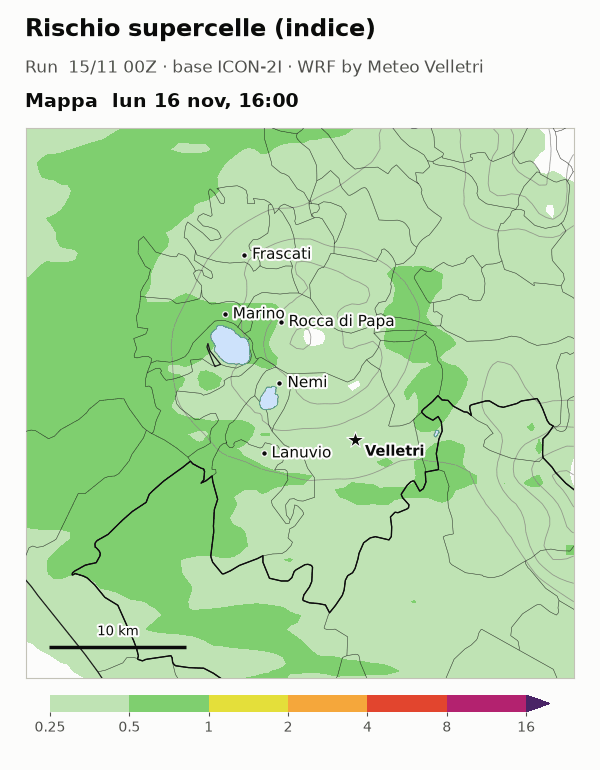 Rischio supercelle (indice)
Run  15/11 00Z · base ICON-2I · WRF by Meteo Velletri
Mappa  lun 16 nov, 16:00
Frascati
Marino
Rocca di Papa
Nemi
Velletri
Lanuvio
10 km
0.25 0.5 1 2 4 8 16